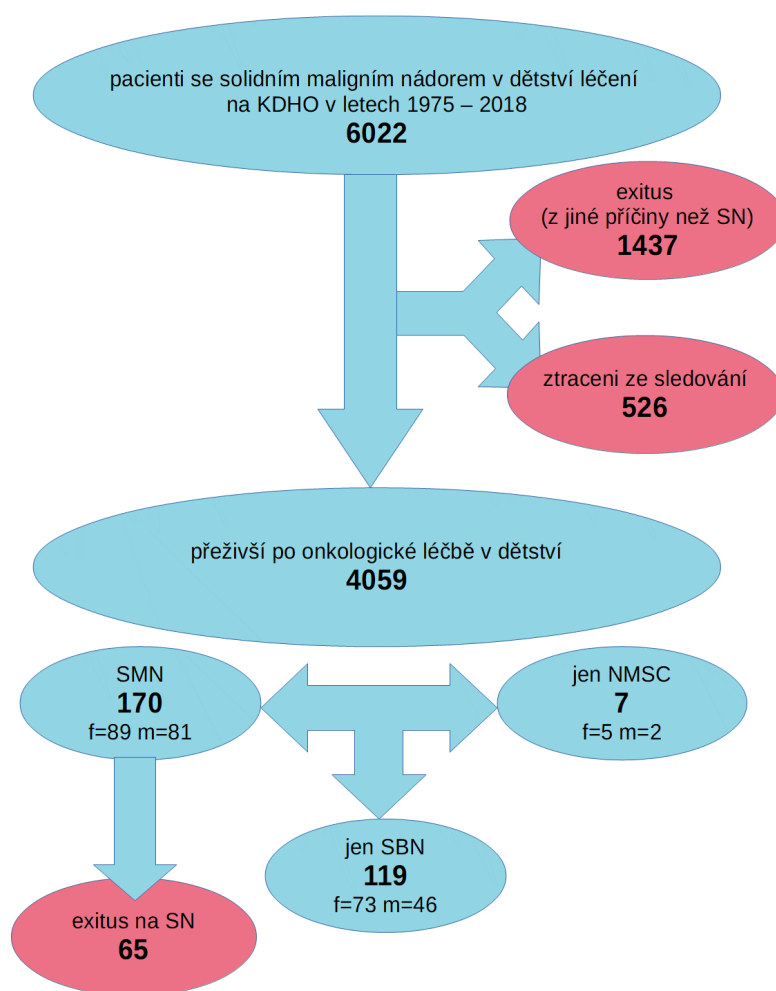 pacienti se solidním maligním nádorem v dětství léčení
na KDHO v letech 1975 – 2018
6022
exitus
(z jiné příčiny než SN)
1437
ztraceni ze sledování
526
přeživší po onkologické léčbě v dětství
4059
SMN
170
f=89 m=81
jen NMSC
7
f=5 m=2
jen SBN
119
f=73 m=46
exitus na SN
65